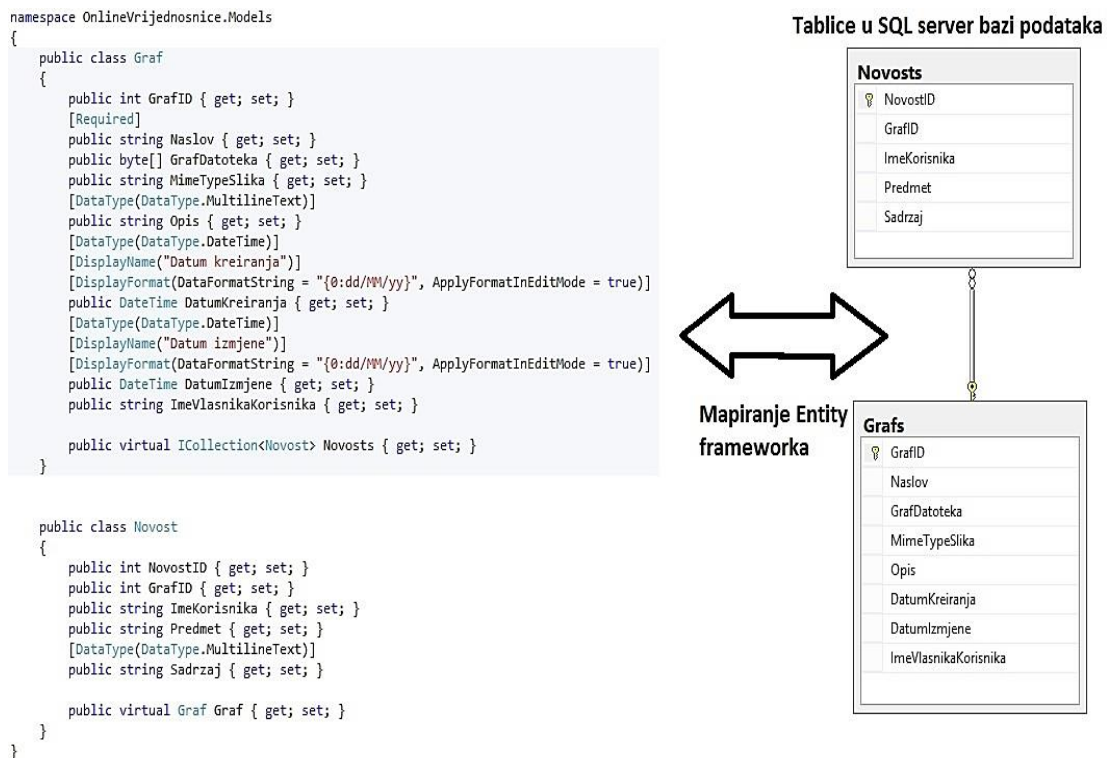 namespace OnlineVrijednosnice.Models
{
    public class Graf
    {
        public int GrafID { get; set; }
        [Required]
        public string Naslov { get; set; }
        public byte[] GrafDatoteka { get; set; }
        public string MimeTypeSlika { get; set; }
        [DataType(DataType.MultilineText)]
        public string Opis { get; set; }
        [DataType(DataType.DateTime)]
        [DisplayName("Datum kreiranja")]
        [DisplayFormat(DataFormatString = "{0:dd/MM/yy}", ApplyFormatInEditMode = true)]
        public DateTime DatumKreiranja { get; set; }
        [DataType(DataType.DateTime)]
        [DisplayName("Datum izmjene")]
        [DisplayFormat(DataFormatString = "{0:dd/MM/yy}", ApplyFormatInEditMode = true)]
        public DateTime DatumIzmjene { get; set; }
        public string ImeVlasnikaKorisnika { get; set; }
        public virtual ICollection<Novost> Novosts { get; set; }
    }
    public class Novost
    {
        public int NovostID { get; set; }
        public int GrafID { get; set; }
        public string ImeKorisnika { get; set; }
        public string Predmet { get; set; }
        [DataType(DataType.MultilineText)]
        public string Sadrzaj { get; set; }
        public virtual Graf Graf { get; set; }
    }
}
Mapiranje Entity
frameworka
Tablice u SQL server bazi podataka
Novosts
NovostID
GrafID
ImeKorisnika
Predmet
Sadrzaj
Grafs
GrafID
Naslov
GrafDatoteka
MimeTypeSlika
Opis
DatumKreiranja
DatumIzmjene
ImeVlasnikaKorisnika